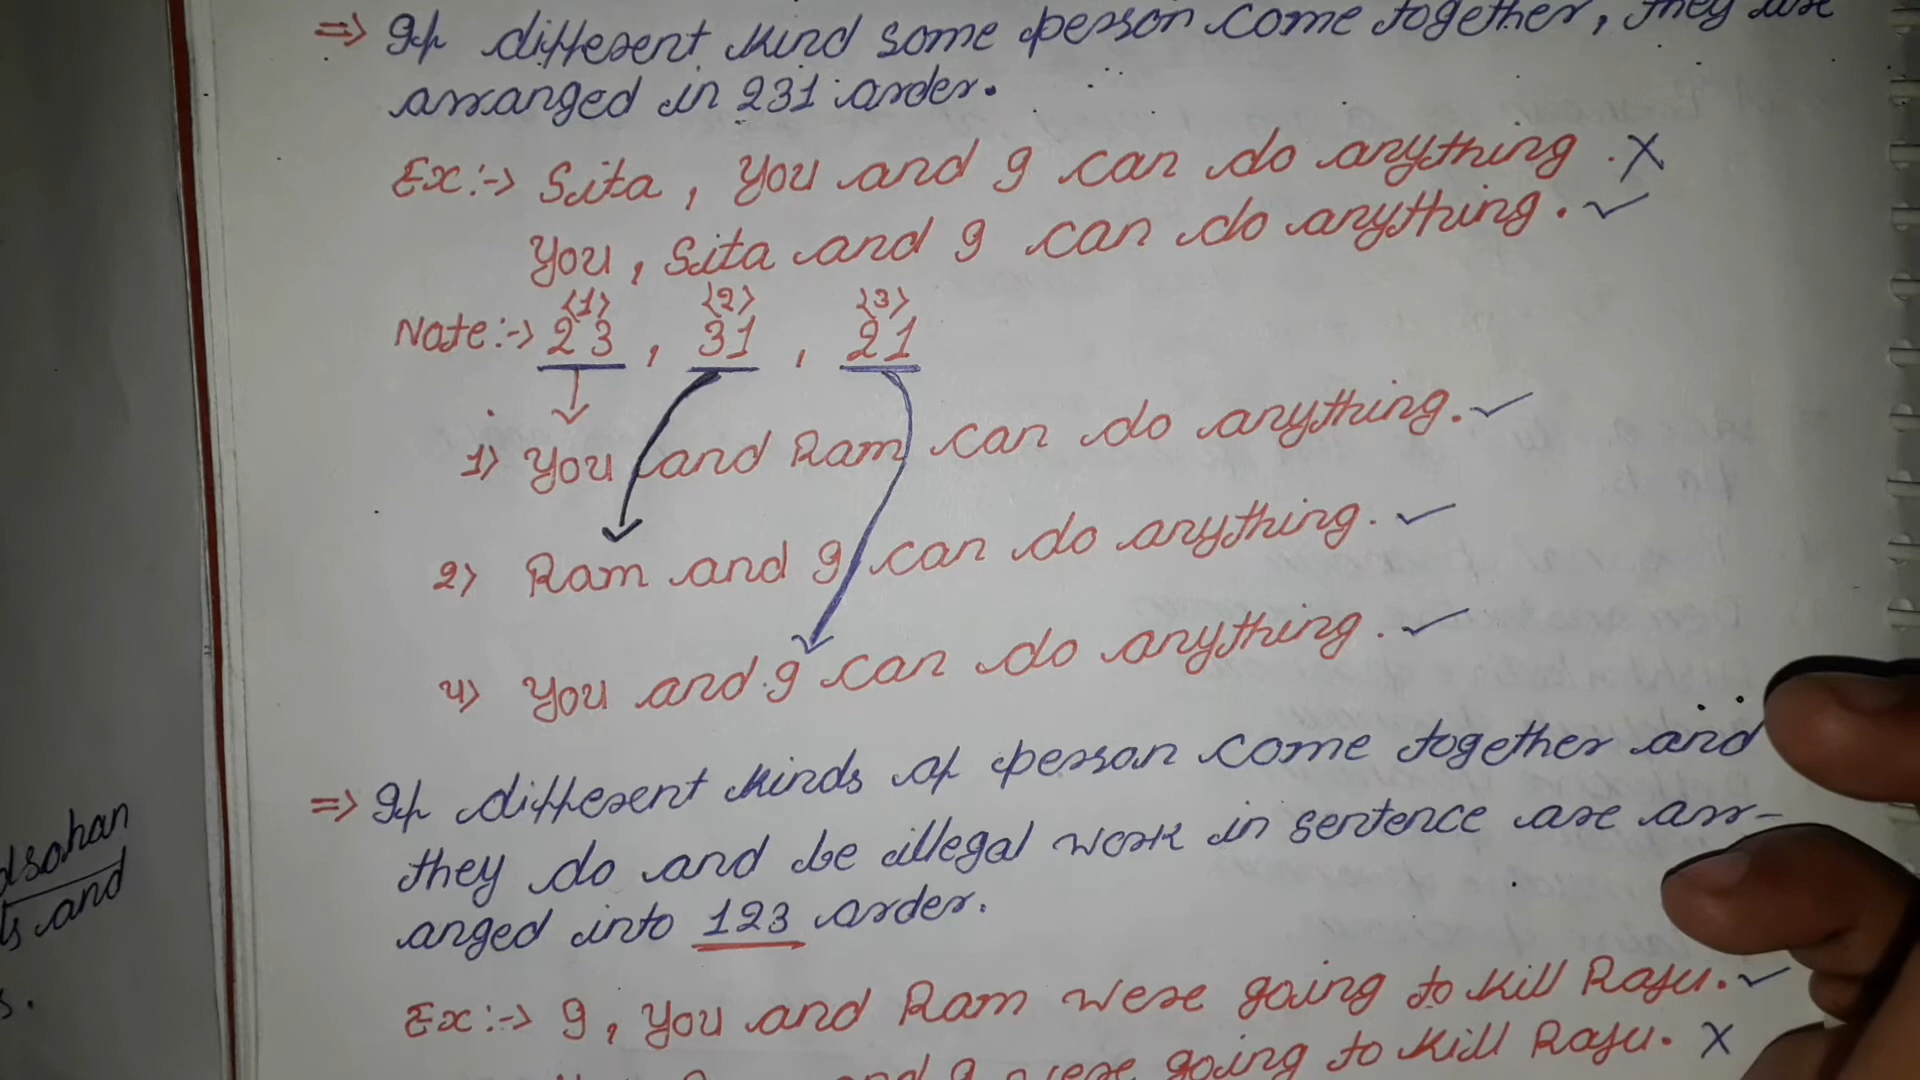 => If different kind some person come together, they are
arranged in 231 order.
Ex:-> Sita, You and I can do anything. X
You, Sita and I can do anything. ✓
<1> <2> <3>
Note:-> 23, 31, 21
1) You and Ram can do anything. ✓
2) Ram and I can do anything. ✓
4) You and I can do anything. ✓
=> If different kinds of person come together and
they do and be illegal work in sentence are arr-
anged into 123 order.
Ex:-> I, You and Ram were going to kill Raju. ✓
and I were going to kill Raju. X
and
s.